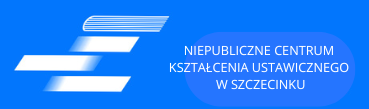 NIEPUBLICZNE CENTRUM
KSZTAŁCENIA USTAWICZNEGO
W SZCZECINKU